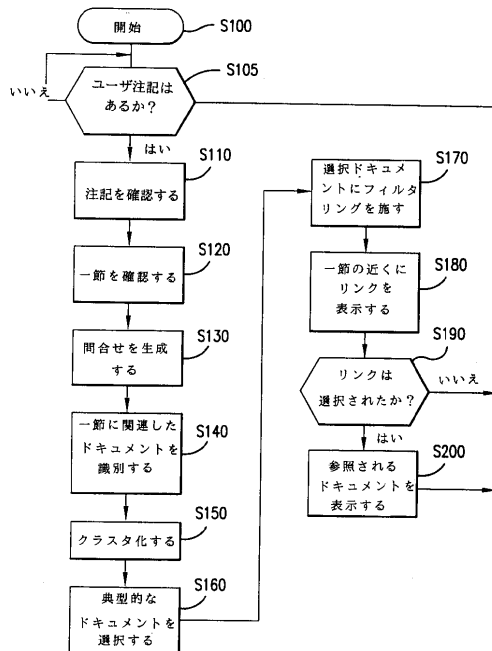 開始
S100
ユーザ注記は
あるか？
S105
いいえ
はい
注記を確認する
S110
一節を確認する
S120
問合せを生成
する
S130
一節に関連した
ドキュメントを
識別する
S140
クラスタ化する
S150
典型的な
ドキュメントを
選択する
S160
選択ドキュメント
にフィルタ
リングを施す
S170
一節の近くに
リンクを
表示する
S180
リンクは
選択されたか？
S190
いいえ
はい
参照される
ドキュメントを
表示する
S200